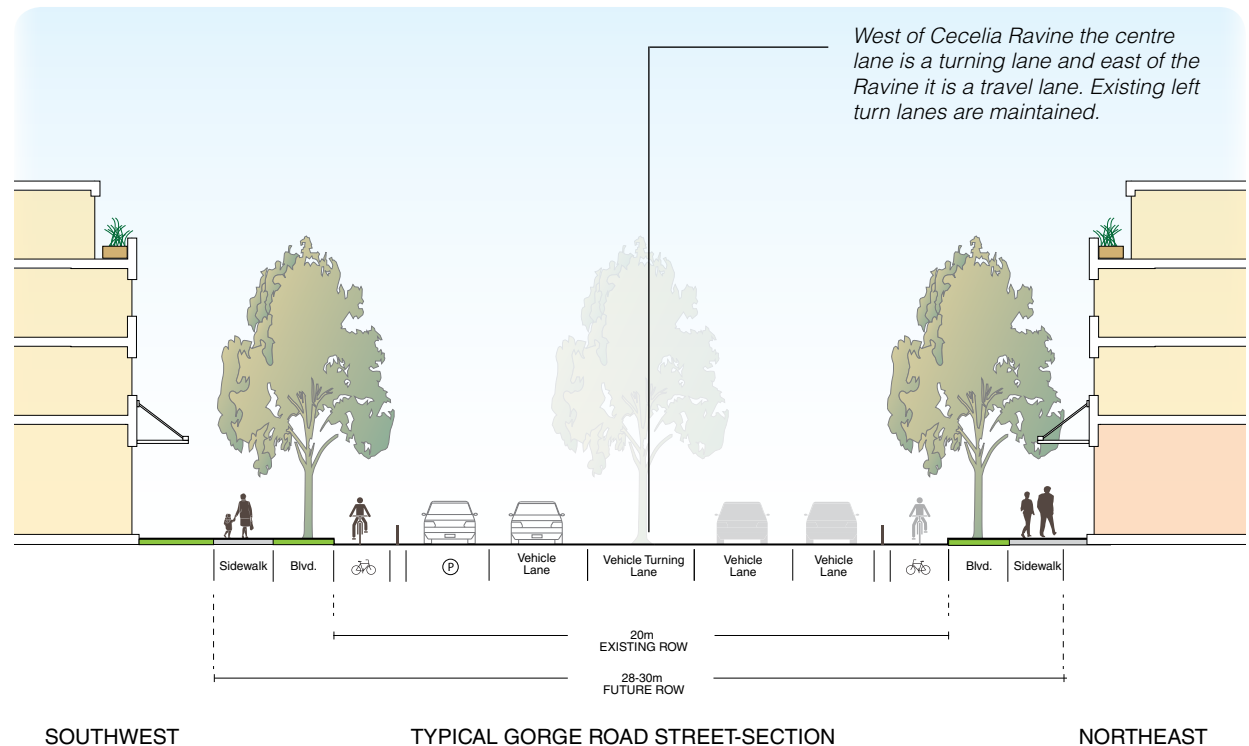 West of Cecelia Ravine the centre
lane is a turning lane and east of the
Ravine it is a travel lane. Existing left
turn lanes are maintained.
Sidewalk
Blvd.
P
Vehicle
Lane
Vehicle Turning
Lane
Vehicle
Lane
Vehicle
Lane
Blvd.
Sidewalk
20m
EXISTING ROW
28-30m
FUTURE ROW
SOUTHWEST
TYPICAL GORGE ROAD STREET-SECTION
NORTHEAST